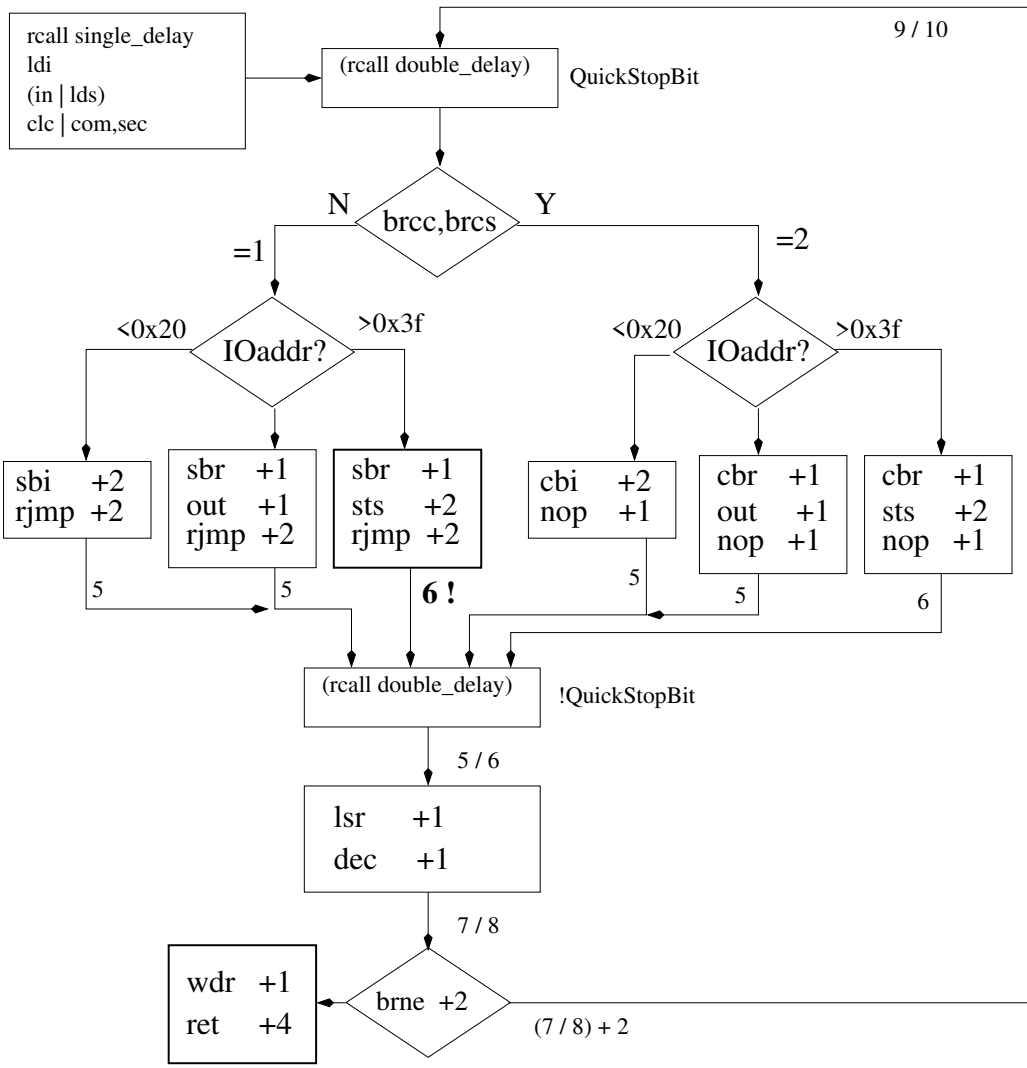 rcall single_delay
ldi
(in | lds)
clc | com,sec
(rcall double_delay)
QuickStopBit
9 / 10
N
brcc,brcs
Y
=1
=2
<0x20
IOaddr?
>0x3f
<0x20
IOaddr?
>0x3f
sbi +2
rjmp +2
sbr +1
out +1
rjmp +2
sbr +1
sts +2
rjmp +2
cbi +2
nop +1
cbr +1
out +1
nop +1
cbr +1
sts +2
nop +1
5
5
6 !
5
5
6
(rcall double_delay)
!QuickStopBit
5 / 6
lsr +1
dec +1
7 / 8
wdr +1
ret +4
brne +2
(7 / 8) + 2